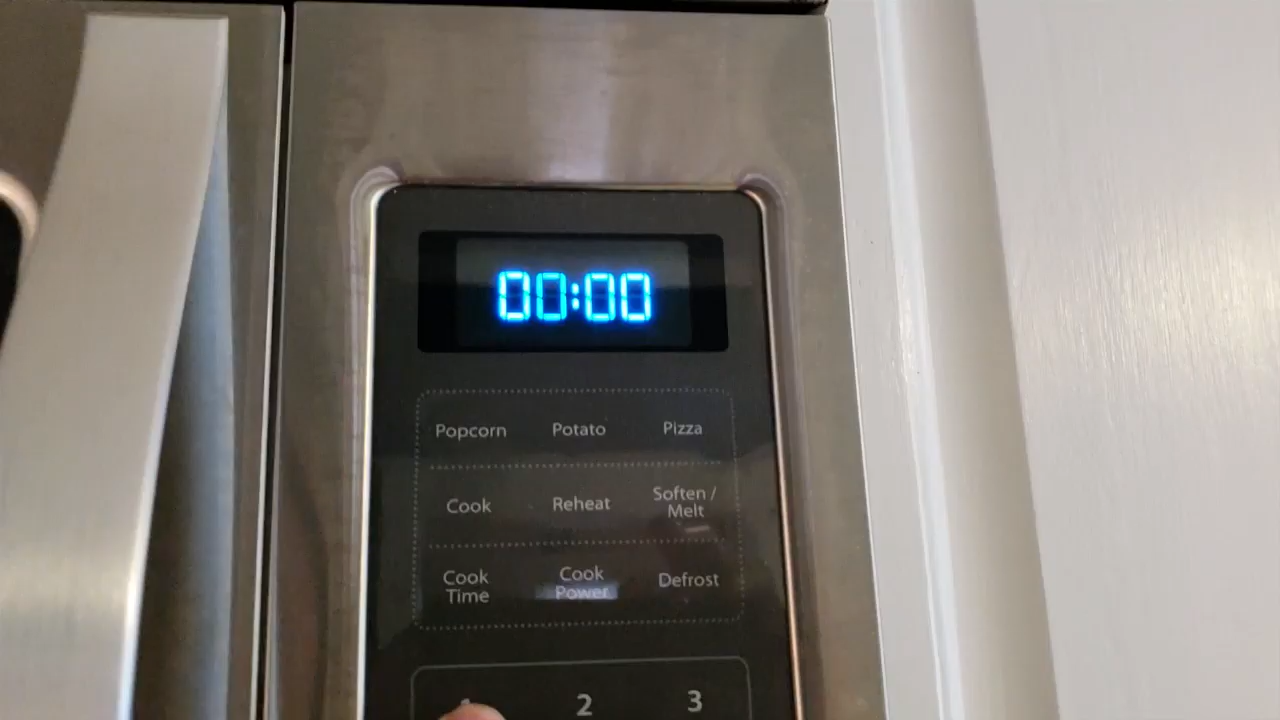 00:00
Popcorn Potato Pizza
Cook Reheat Soften / Melt
Cook Time Cook Power Defrost
2 3